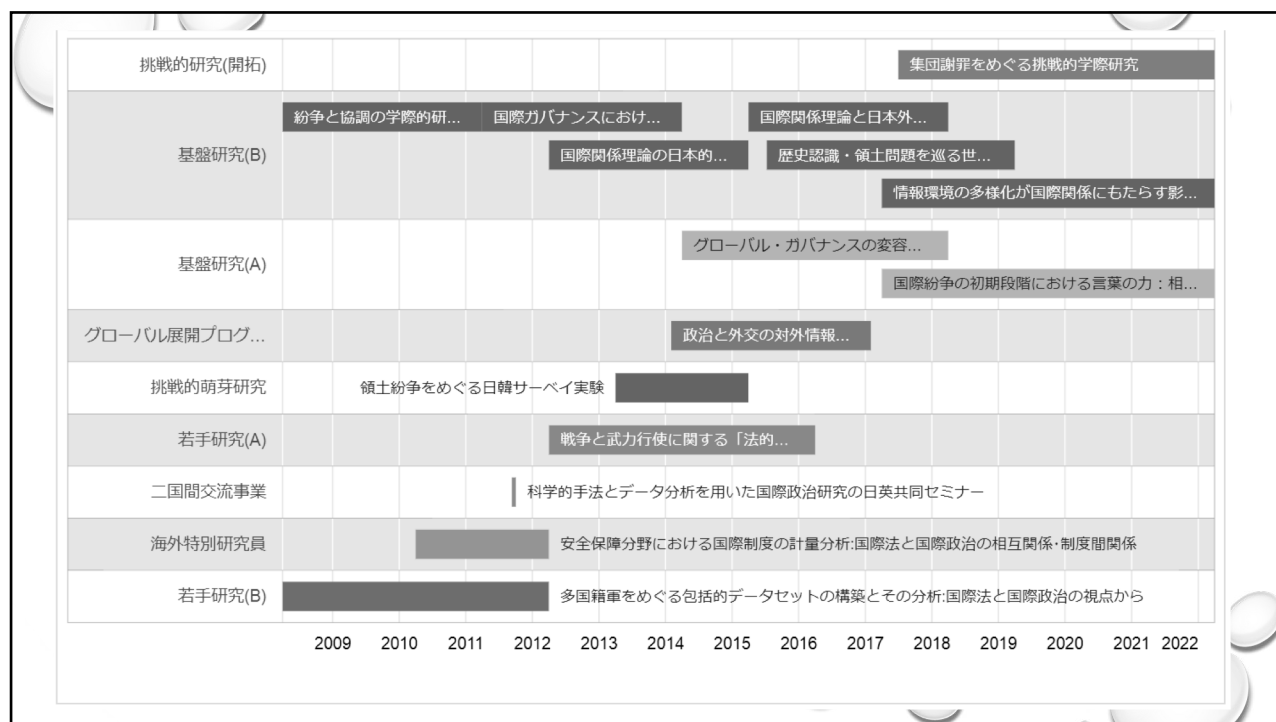 挑戦的研究(開拓)
集団謝罪をめぐる挑戦的学際研究
基盤研究(B)
紛争と協調の学際的研…
国際ガバナンスにおけ…
国際関係理論と日本外…
国際関係理論の日本的…
歴史認識・領土問題を巡る世…
情報環境の多様化が国際関係にもたらす影…
基盤研究(A)
グローバル・ガバナンスの変容…
国際紛争の初期段階における言葉の力：相…
グローバル展開プログ…
政治と外交の対外情報…
挑戦的萌芽研究
領土紛争をめぐる日韓サーベイ実験
若手研究(A)
戦争と武力行使に関する「法的…
二国間交流事業
科学的手法とデータ分析を用いた国際政治研究の日英共同セミナー
海外特別研究員
安全保障分野における国際制度の計量分析:国際法と国際政治の相互関係･制度間関係
若手研究(B)
多国籍軍をめぐる包括的データセットの構築とその分析:国際法と国際政治の視点から
2009 2010 2011 2012 2013 2014 2015 2016 2017 2018 2019 2020 2021 2022